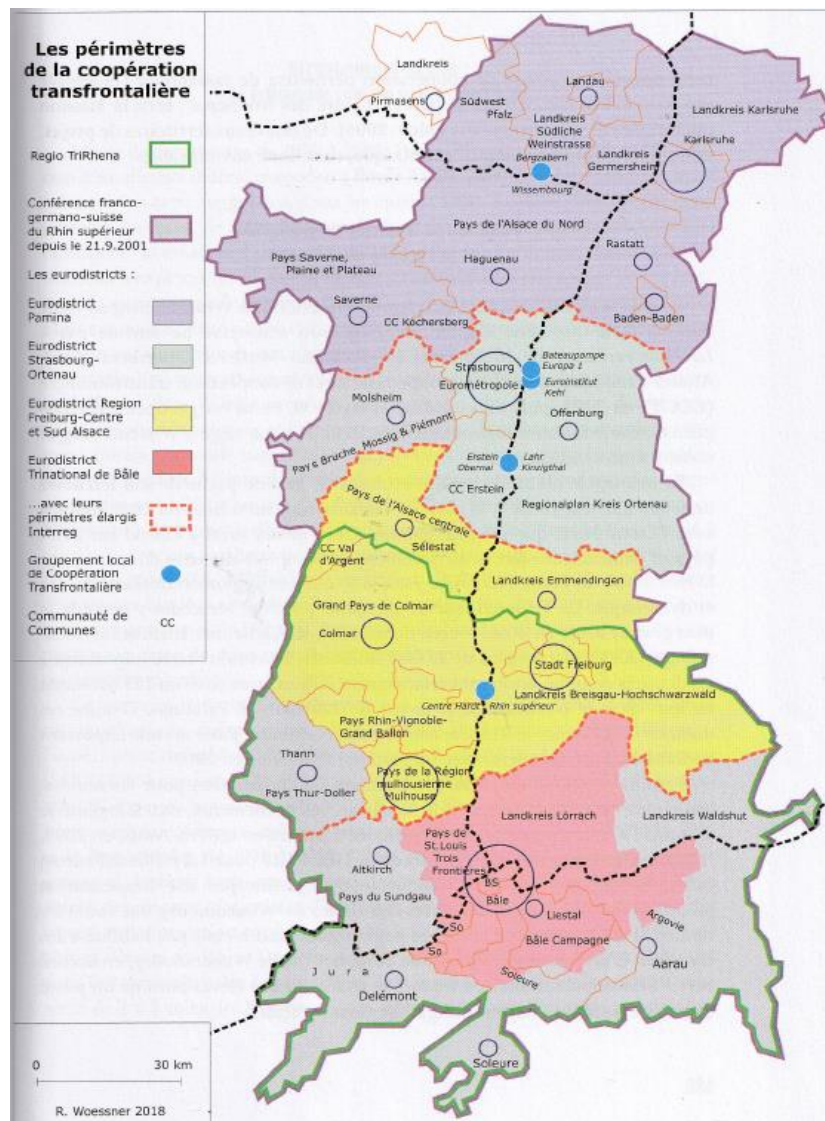 Les périmètres
de la coopération
transfrontalière
Regio TriRhena
Conférence franco-
germano-suisse
du Rhin supérieur
depuis le 21.9.2001
Les eurodistricts :
Eurodistrict
Pamina
Eurodistrict
Strasbourg-
Ortenau
Eurodistrict Region
Freiburg-Centre
et Sud Alsace
Eurodistrict
Trinational de Bâle
...avec leurs
périmètres élargis
Interreg
Groupement local
de Coopération
Transfrontalière
Communauté de
Communes
CC
Landkreis
Pirmasens
Südwest
Pfalz
Landau
Landkreis
Südliche
Weinstrasse
Bergzabern
Wissembourg
Landkreis
Germersheim
Landkreis Karlsruhe
Karlsruhe
Pays de l'Alsace du Nord
Pays Saverne,
Plaine et Plateau
Haguenau
Rastatt
Saverne
CC Kochersberg
Baden-Baden
Strasbourg
Eurométropole
Bateaupompe
Europa 1
Euroinstitut
Kehl
Molsheim
Offenburg
Pays Bruche, Mossig & Piémont
Erstein
Obernai
Lahr
Kinzigthal
CC Erstein
Regionalplan Kreis Ortenau
Pays de l'Alsace centrale
Sélestat
CC Val
d'Argent
Landkreis Emmendingen
Grand Pays de Colmar
Colmar
Stadt Freiburg
Landkreis Breisgau-Hochschwarzwald
Centre Hardt
Rhin supérieur
Pays Rhin-Vignoble-
Grand Ballon
Thann
Pays Thur-Doller
Pays de la Région
mulhousienne
Mulhouse
Landkreis Lörrach
Landkreis Waldshut
Pays de
St.Louis
Trois
Frontières
Altkirch
Pays du Sundgau
BS
Bâle
Liestal
Bâle Campagne
Argovie
Aarau
So
So
Soleure
Jura
Delémont
Soleure
0 30 km
R. Woessner 2018